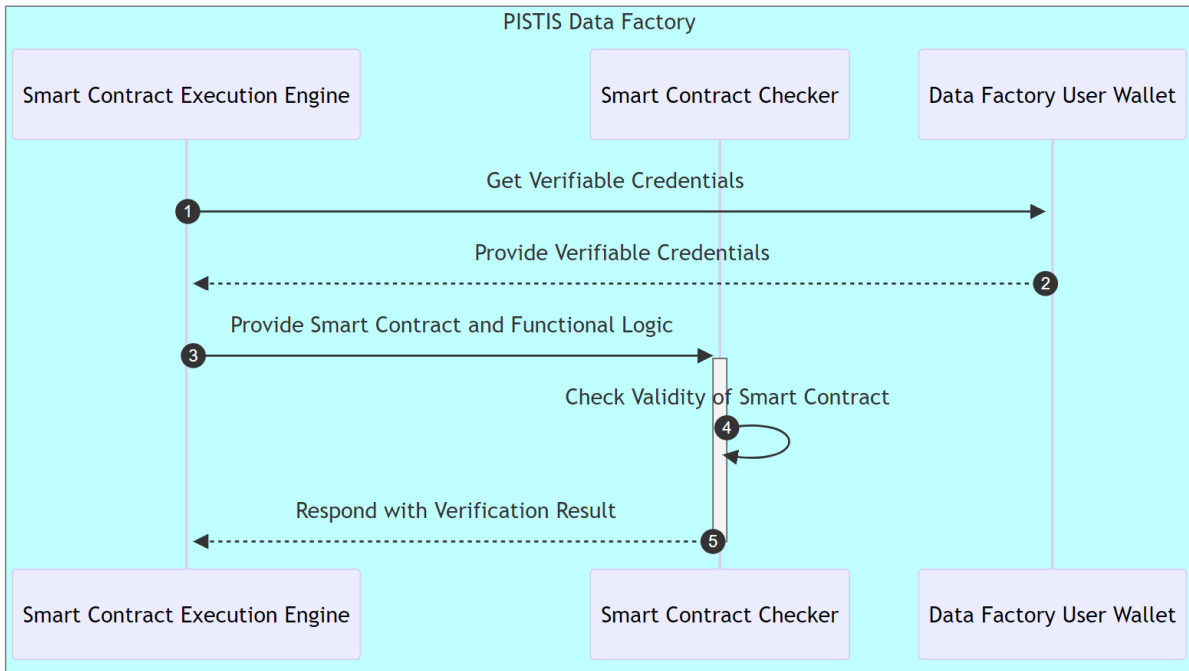 PISTIS Data Factory
Smart Contract Execution Engine
Smart Contract Checker
Data Factory User Wallet
Get Verifiable Credentials
1
Provide Verifiable Credentials
2
Provide Smart Contract and Functional Logic
3
Check Validity of Smart Contract
4
Respond with Verification Result
5
Smart Contract Execution Engine
Smart Contract Checker
Data Factory User Wallet